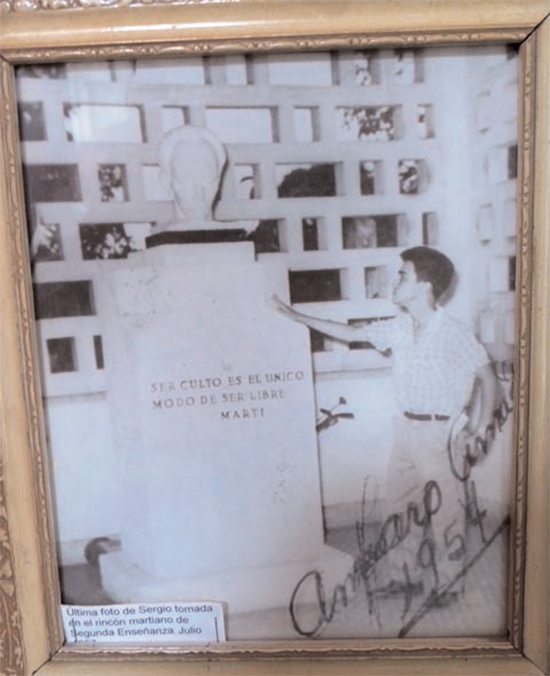 SER CULTO ES EL UNICO
MODO DE SER LIBRE
MARTI
Amparo
1954
Última foto de Sergio tomada
en el rincón martiano de
Segunda Enseñanza. Julio